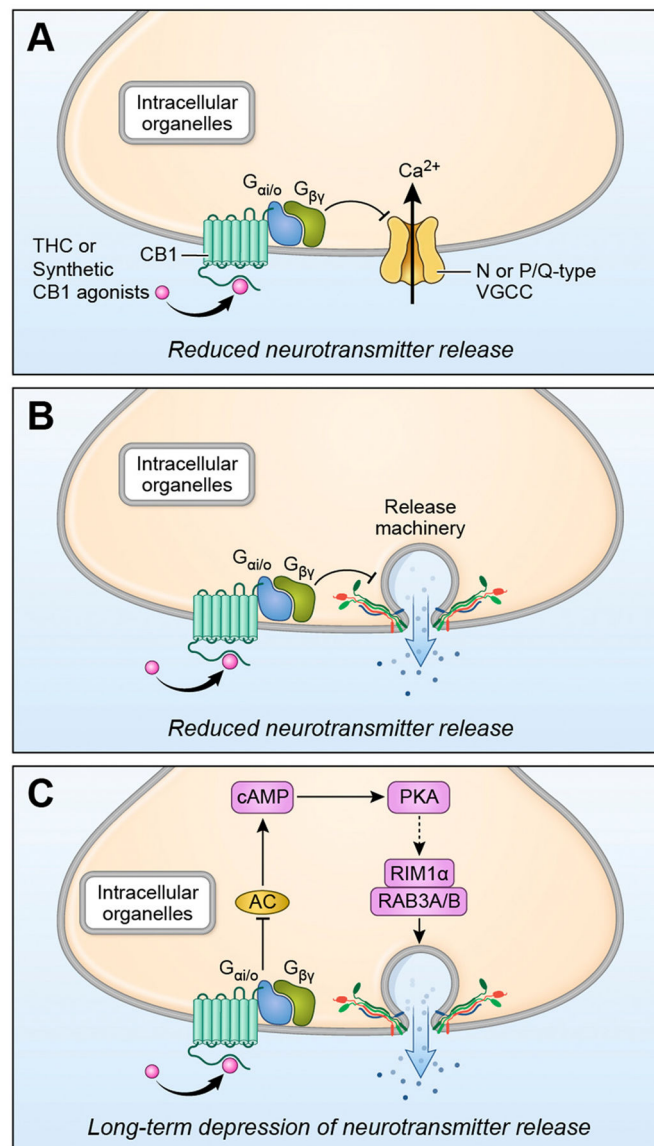 A
Intracellular
organelles
Gαi/o
Gβγ
Ca²⁺
THC or
Synthetic
CB1 agonists
CB1
N or P/Q-type
VGCC
Reduced neurotransmitter release
B
Intracellular
organelles
Release
machinery
Gαi/o
Gβγ
Reduced neurotransmitter release
C
cAMP
PKA
Intracellular
organelles
AC
RIM1α
RAB3A/B
Gαi/o
Gβγ
Long-term depression of neurotransmitter release